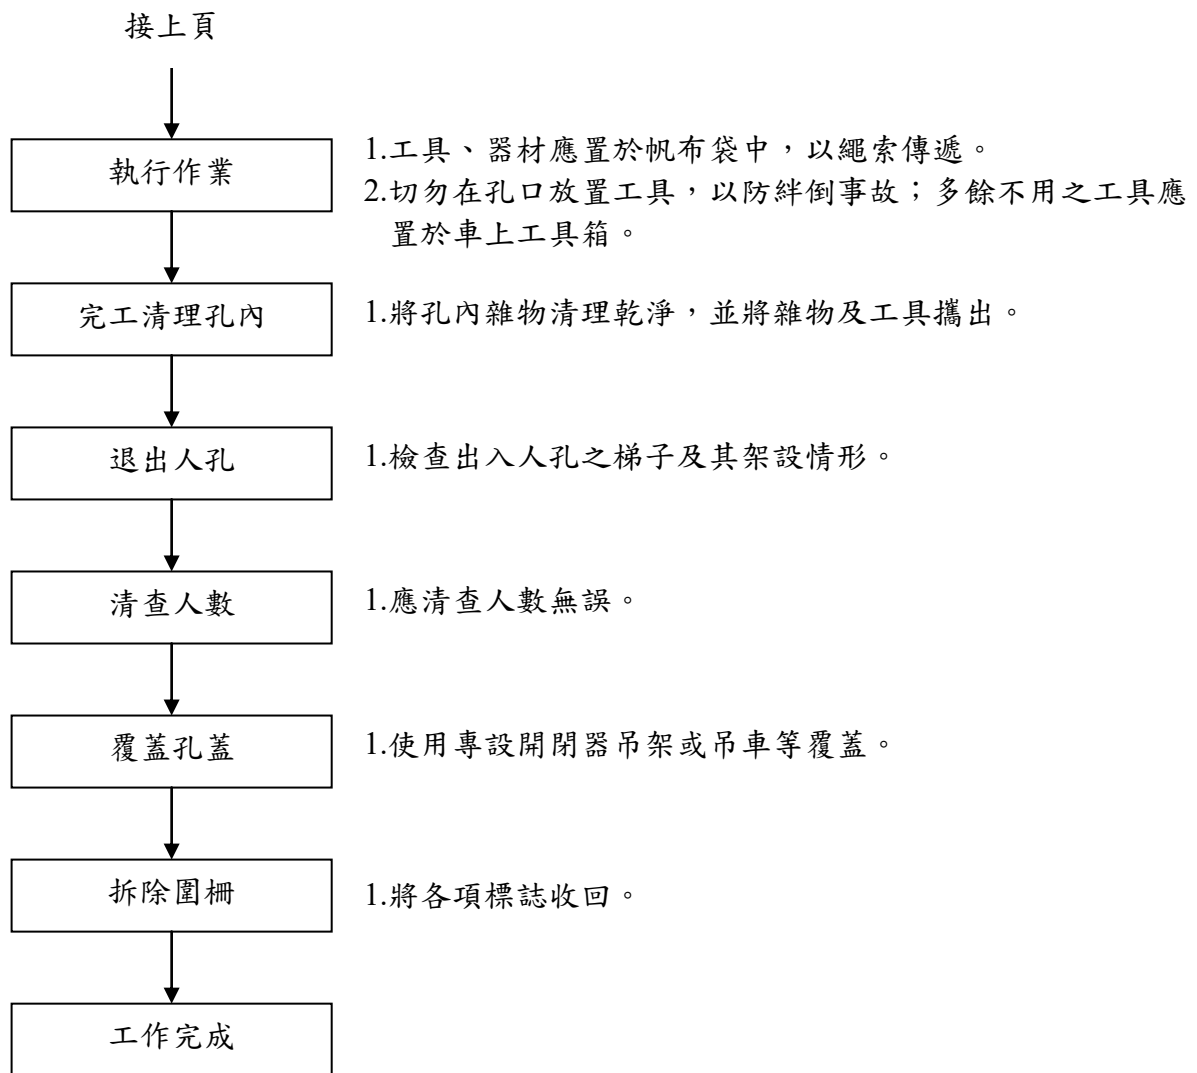 接上頁
執行作業
1.工具、器材應置於帆布袋中，以繩索傳遞。
2.切勿在孔口放置工具，以防絆倒事故；多餘不用之工具應
置於車上工具箱。
完工清理孔內
1.將孔內雜物清理乾淨，並將雜物及工具攜出。
退出人孔
1.檢查出入人孔之梯子及其架設情形。
清查人數
1.應清查人數無誤。
覆蓋孔蓋
1.使用專設開閉器吊架或吊車等覆蓋。
拆除圍柵
1.將各項標誌收回。
工作完成